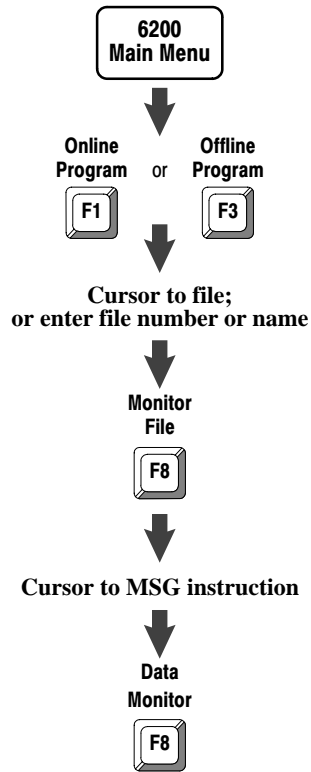 6200
Main Menu
Online Program or Offline Program
F1 F3
Cursor to file;
or enter file number or name
Monitor
File
F8
Cursor to MSG instruction
Data
Monitor
F8